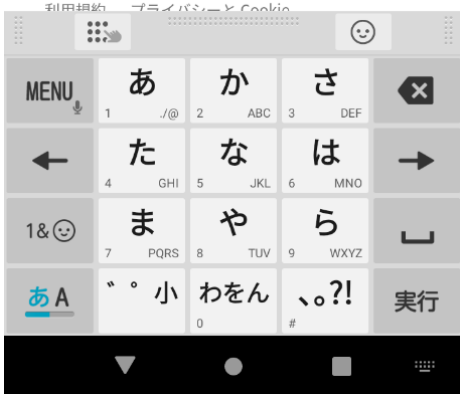 利用規約 プライバシーと Cookie
MENU あ 1 ./@ か 2 ABC さ 3 DEF
た 4 GHI な 5 JKL は 6 MNO
1& ま 7 PQRS や 8 TUV ら 9 WXYZ
あA ゛゜小 わをん 0 、。?! # 実行